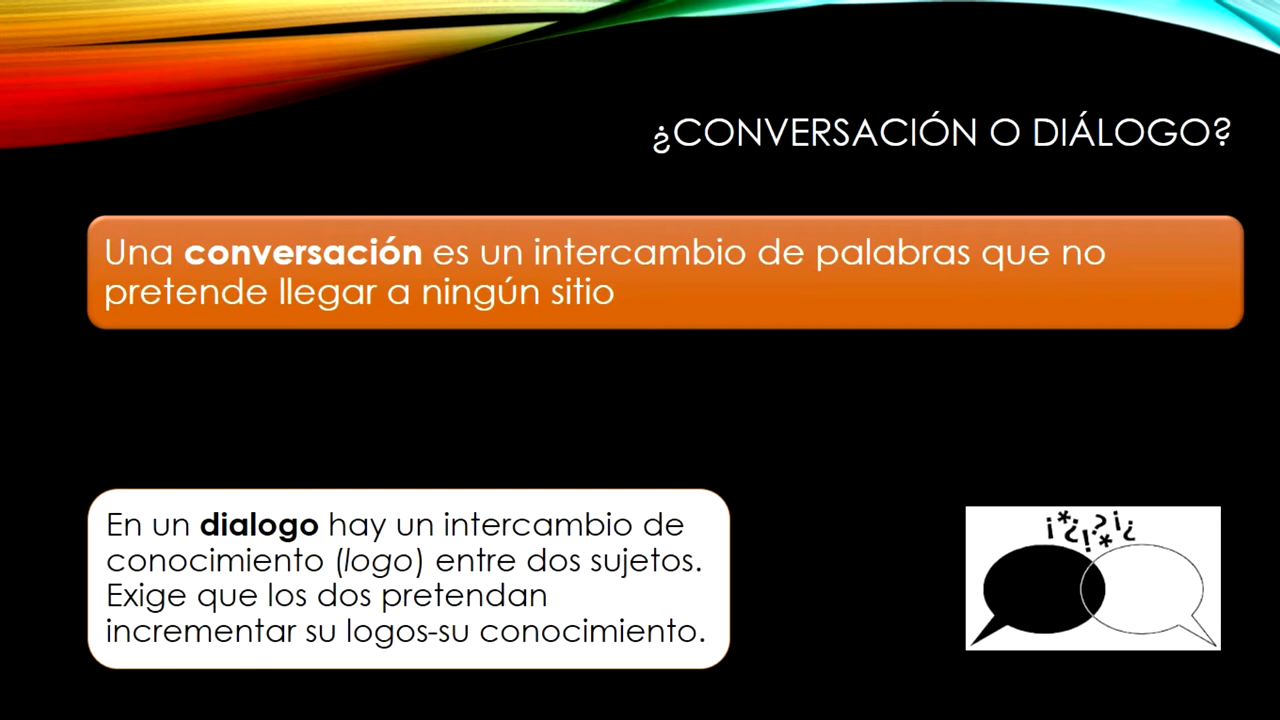 ¿CONVERSACIÓN O DIÁLOGO?
Una conversación es un intercambio de palabras que no
pretende llegar a ningún sitio
En un dialogo hay un intercambio de
conocimiento (logo) entre dos sujetos.
Exige que los dos pretendan
incrementar su logos-su conocimiento.
¡*¿!?*¡¿